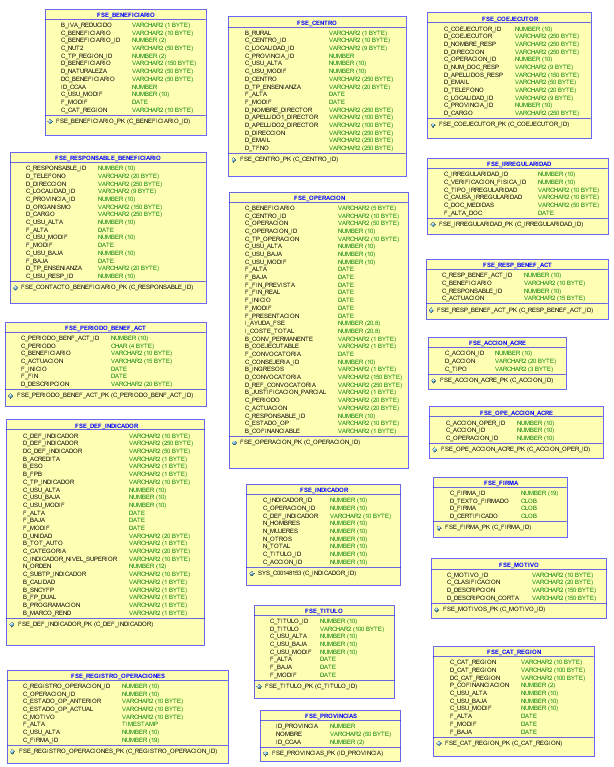 FSE_BENEFICIARIO
B_IVA_REDUCIDO VARCHAR2 (1 BYTE)
C_BENEFICIARIO VARCHAR2 (10 BYTE)
C_BENEFICIARIO_ID NUMBER (2)
C_NUT2 VARCHAR2 (50 BYTE)
C_TP_REGION_ID NUMBER (2)
D_BENEFICIARIO VARCHAR2 (150 BYTE)
D_NATURALEZA VARCHAR2 (50 BYTE)
DC_BENEFICIARIO VARCHAR2 (50 BYTE)
ID_CCAA NUMBER
C_USU_MODIF NUMBER (10)
F_MODIF DATE
C_CAT_REGION VARCHAR2 (10 BYTE)
FSE_BENEFICIARIO_PK (C_BENEFICIARIO_ID)
FSE_RESPONSABLE_BENEFICIARIO
C_RESPONSABLE_ID NUMBER (10)
D_TELEFONO VARCHAR2 (20 BYTE)
D_DIRECCION VARCHAR2 (250 BYTE)
C_LOCALIDAD_ID VARCHAR2 (9 BYTE)
C_PROVINCIA_ID NUMBER
D_ORGANISMO VARCHAR2 (150 BYTE)
D_CARGO VARCHAR2 (250 BYTE)
C_USU_ALTA NUMBER (10)
F_ALTA DATE
C_USU_MODIF NUMBER (10)
F_MODIF DATE
C_USU_BAJA NUMBER (10)
F_BAJA DATE
D_TP_ENSENIANZA VARCHAR2 (20 BYTE)
C_USU_RESP_ID NUMBER (10)
FSE_CONTACTO_BENEFICIARIO_PK (C_RESPONSABLE_ID)
FSE_PERIODO_BENEF_ACT
C_PERIODO_BENF_ACT_ID NUMBER (10)
C_PERIODO CHAR (4 BYTE)
C_BENEFICIARIO VARCHAR2 (10 BYTE)
C_ACTUACION VARCHAR2 (15 BYTE)
F_INICIO DATE
F_FIN DATE
D_DESCRIPCION VARCHAR2 (20 BYTE)
FSE_PERIODO_BENEF_ACT_PK (C_PERIODO_BENF_ACT_ID)
FSE_DEF_INDICADOR
C_DEF_INDICADOR VARCHAR2 (10 BYTE)
D_DEF_INDICADOR VARCHAR2 (250 BYTE)
DC_DEF_INDICADOR VARCHAR2 (50 BYTE)
B_ACREDITA VARCHAR2 (1 BYTE)
B_ESO VARCHAR2 (1 BYTE)
B_FPB VARCHAR2 (1 BYTE)
C_TP_INDICADOR VARCHAR2 (10 BYTE)
C_USU_ALTA NUMBER (10)
C_USU_BAJA NUMBER (10)
C_USU_MODIF NUMBER (10)
F_ALTA DATE
F_BAJA DATE
F_MODIF DATE
D_UNIDAD VARCHAR2 (20 BYTE)
B_TOT_AUTO VARCHAR2 (1 BYTE)
C_CATEGORIA VARCHAR2 (20 BYTE)
C_INDICADOR_NIVEL_SUPERIOR VARCHAR2 (10 BYTE)
N_ORDEN NUMBER (12)
C_SUBTP_INDICADOR VARCHAR2 (10 BYTE)
B_CALIDAD VARCHAR2 (1 BYTE)
B_SNCYFP VARCHAR2 (1 BYTE)
B_FP_DUAL VARCHAR2 (1 BYTE)
B_PROGRAMACION VARCHAR2 (1 BYTE)
B_MARCO_REND VARCHAR2 (1 BYTE)
FSE_DEF_INDICADOR_PK (C_DEF_INDICADOR)
FSE_REGISTRO_OPERACIONES
C_REGISTRO_OPERACION_ID NUMBER (10)
C_OPERACION_ID NUMBER (10)
C_ESTADO_OP_ANTERIOR VARCHAR2 (10 BYTE)
C_ESTADO_OP_ACTUAL VARCHAR2 (10 BYTE)
C_MOTIVO VARCHAR2 (10 BYTE)
F_ALTA TIMESTAMP
C_USU_ALTA NUMBER (10)
C_FIRMA_ID NUMBER (19)
FSE_REGISTRO_OPERACIONES_PK (C_REGISTRO_OPERACION_ID)
FSE_CENTRO
B_RURAL VARCHAR2 (1 BYTE)
C_CENTRO_ID VARCHAR2 (10 BYTE)
C_LOCALIDAD_ID VARCHAR2 (9 BYTE)
C_PROVINCIA_ID NUMBER
C_USU_ALTA NUMBER (10)
C_USU_MODIF NUMBER (10)
D_CENTRO VARCHAR2 (250 BYTE)
D_TP_ENSENIANZA VARCHAR2 (20 BYTE)
F_ALTA DATE
F_MODIF DATE
D_NOMBRE_DIRECTOR VARCHAR2 (250 BYTE)
D_APELLIDO1_DIRECTOR VARCHAR2 (100 BYTE)
D_APELLIDO2_DIRECTOR VARCHAR2 (100 BYTE)
D_DIRECCION VARCHAR2 (250 BYTE)
D_EMAIL VARCHAR2 (250 BYTE)
D_TFNO VARCHAR2 (250 BYTE)
FSE_CENTRO_PK (C_CENTRO_ID)
FSE_OPERACION
C_BENEFICIARIO VARCHAR2 (5 BYTE)
C_CENTRO_ID VARCHAR2 (10 BYTE)
C_OPERACION VARCHAR2 (50 BYTE)
C_OPERACION_ID NUMBER (10)
C_TP_OPERACION VARCHAR2 (10 BYTE)
C_USU_ALTA NUMBER (10)
C_USU_BAJA NUMBER (10)
C_USU_MODIF NUMBER (10)
F_ALTA DATE
F_BAJA DATE
F_FIN_PREVISTA DATE
F_FIN_REAL DATE
F_INICIO DATE
F_MODIF DATE
F_PRESENTACION DATE
I_AYUDA_FSE NUMBER (20,8)
I_COSTE_TOTAL NUMBER (20,8)
B_CONV_PERMANENTE VARCHAR2 (1 BYTE)
B_COEJECUTABLE VARCHAR2 (1 BYTE)
F_CONVOCATORIA DATE
C_CONSEJERIA_ID NUMBER (10)
B_INGRESOS VARCHAR2 (1 BYTE)
D_CONVOCATORIA VARCHAR2 (150 BYTE)
D_REF_CONVOCATORIA VARCHAR2 (250 BYTE)
B_JUSTIFICACION_PARCIAL VARCHAR2 (1 BYTE)
C_PERIODO VARCHAR2 (20 BYTE)
C_ACTUACION VARCHAR2 (20 BYTE)
C_RESPONSABLE_ID NUMBER (10)
C_ESTADO_OP VARCHAR2 (10 BYTE)
B_COFINANCIABLE VARCHAR2 (1 BYTE)
FSE_OPERACION_PK (C_OPERACION_ID)
FSE_INDICADOR
C_INDICADOR_ID NUMBER (10)
C_OPERACION_ID NUMBER (10)
C_DEF_INDICADOR VARCHAR2 (10 BYTE)
N_HOMBRES NUMBER (10)
N_MUJERES NUMBER (10)
N_OTROS NUMBER (10)
N_TOTAL NUMBER (10)
C_TITULO_ID NUMBER (10)
C_ACCION_ID NUMBER (10)
SYS_C00148153 (C_INDICADOR_ID)
FSE_TITULO
C_TITULO_ID NUMBER (10)
D_TITULO VARCHAR2 (100 BYTE)
C_USU_ALTA NUMBER (10)
C_USU_BAJA NUMBER (10)
C_USU_MODIF NUMBER (10)
F_ALTA DATE
F_BAJA DATE
F_MODIF DATE
FSE_TITULO_PK (C_TITULO_ID)
FSE_PROVINCIAS
ID_PROVINCIA NUMBER
NOMBRE VARCHAR2 (50 BYTE)
ID_CCAA NUMBER (2)
FSE_PROVINCIAS_PK (ID_PROVINCIA)
FSE_COEJECUTOR
C_COEJECUTOR_ID NUMBER (10)
D_COEJECUTOR VARCHAR2 (250 BYTE)
D_NOMBRE_RESP VARCHAR2 (250 BYTE)
D_DIRECCION VARCHAR2 (250 BYTE)
C_OPERACION_ID NUMBER (10)
D_NUM_DOC_RESP VARCHAR2 (9 BYTE)
D_APELLIDOS_RESP VARCHAR2 (150 BYTE)
D_EMAIL VARCHAR2 (50 BYTE)
D_TELEFONO VARCHAR2 (20 BYTE)
C_LOCALIDAD_ID VARCHAR2 (9 BYTE)
C_PROVINCIA_ID NUMBER (10)
D_CARGO VARCHAR2 (250 BYTE)
FSE_COEJECUTOR_PK (C_COEJECUTOR_ID)
FSE_IRREGULARIDAD
C_IRREGULARIDAD_ID NUMBER (10)
C_VERIFICACION_FISICA_ID NUMBER (10)
C_TIPO_IRREGULARIDAD VARCHAR2 (10 BYTE)
C_CAUSA_IRREGULARIDAD VARCHAR2 (10 BYTE)
C_DOC_MEDIDAS VARCHAR2 (50 BYTE)
F_ALTA_DOC DATE
FSE_IRREGULARIDAD_PK (C_IRREGULARIDAD_ID)
FSE_RESP_BENEF_ACT
C_RESP_BENEF_ACT_ID NUMBER (10)
C_BENEFICIARIO VARCHAR2 (10 BYTE)
C_RESPONSABLE_ID NUMBER (10)
C_ACTUACION VARCHAR2 (15 BYTE)
FSE_RESP_BENEF_ACT_PK (C_RESP_BENEF_ACT_ID)
FSE_ACCION_ACRE
C_ACCION_ID NUMBER (10)
D_ACCION VARCHAR2 (20 BYTE)
C_TIPO VARCHAR2 (3 BYTE)
FSE_ACCION_ACRE_PK (C_ACCION_ID)
FSE_OPE_ACCION_ACRE
C_ACCION_OPER_ID NUMBER (10)
C_ACCION_ID NUMBER (10)
C_OPERACION_ID NUMBER (10)
FSE_OPE_ACCION_ACRE_PK (C_ACCION_OPER_ID)
FSE_FIRMA
C_FIRMA_ID NUMBER (19)
D_TEXTO_FIRMADO CLOB
D_FIRMA CLOB
D_CERTIFICADO CLOB
FSE_FIRMA_PK (C_FIRMA_ID)
FSE_MOTIVO
C_MOTIVO_ID VARCHAR2 (10 BYTE)
C_CLASIFICACION VARCHAR2 (20 BYTE)
D_DESCRIPCION VARCHAR2 (150 BYTE)
D_DESCRIPCION_CORTA VARCHAR2 (150 BYTE)
FSE_MOTIVOS_PK (C_MOTIVO_ID)
FSE_CAT_REGION
C_CAT_REGION VARCHAR2 (10 BYTE)
D_CAT_REGION VARCHAR2 (100 BYTE)
DC_CAT_REGION VARCHAR2 (100 BYTE)
P_COFINANCIACION NUMBER (2)
C_USU_ALTA NUMBER (10)
C_USU_BAJA NUMBER (10)
C_USU_MODIF NUMBER (10)
F_ALTA DATE
F_MODIF DATE
F_BAJA DATE
FSE_CAT_REGION_PK (C_CAT_REGION)